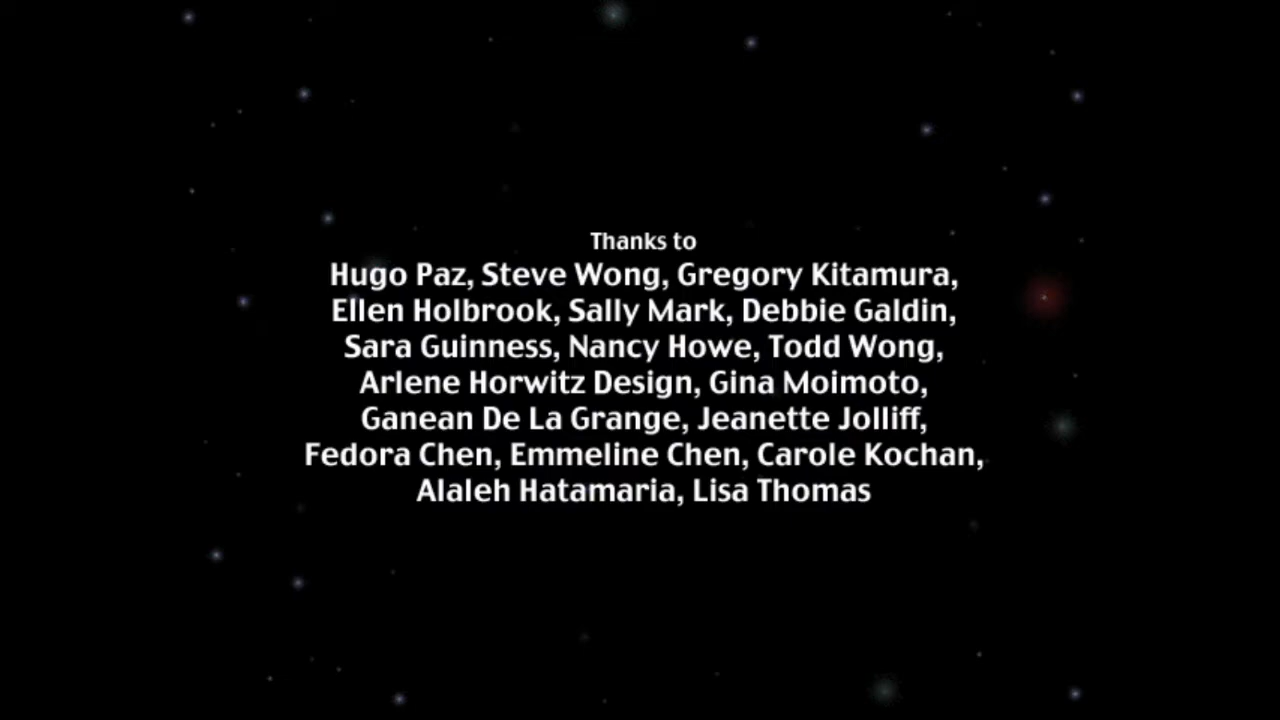 Thanks to
Hugo Paz, Steve Wong, Gregory Kitamura,
Ellen Holbrook, Sally Mark, Debbie Galdin,
Sara Guinness, Nancy Howe, Todd Wong,
Arlene Horwitz Design, Gina Moimoto,
Ganean De La Grange, Jeanette Jolliff,
Fedora Chen, Emmeline Chen, Carole Kochan,
Alaleh Hatamaria, Lisa Thomas